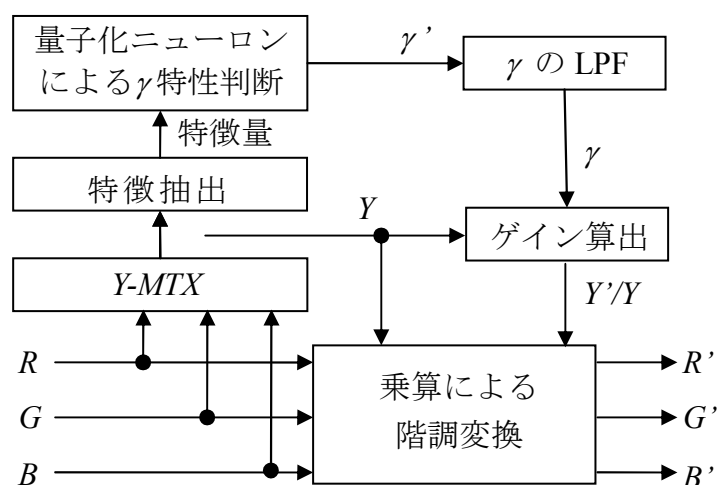 量子化ニューロン
によるγ特性判断
γ’
γ の LPF
特徴量
γ
特徴抽出
Y
ゲイン算出
Y-MTX
Y’/Y
R
乗算による
階調変換
R’
G
G’
B
B’